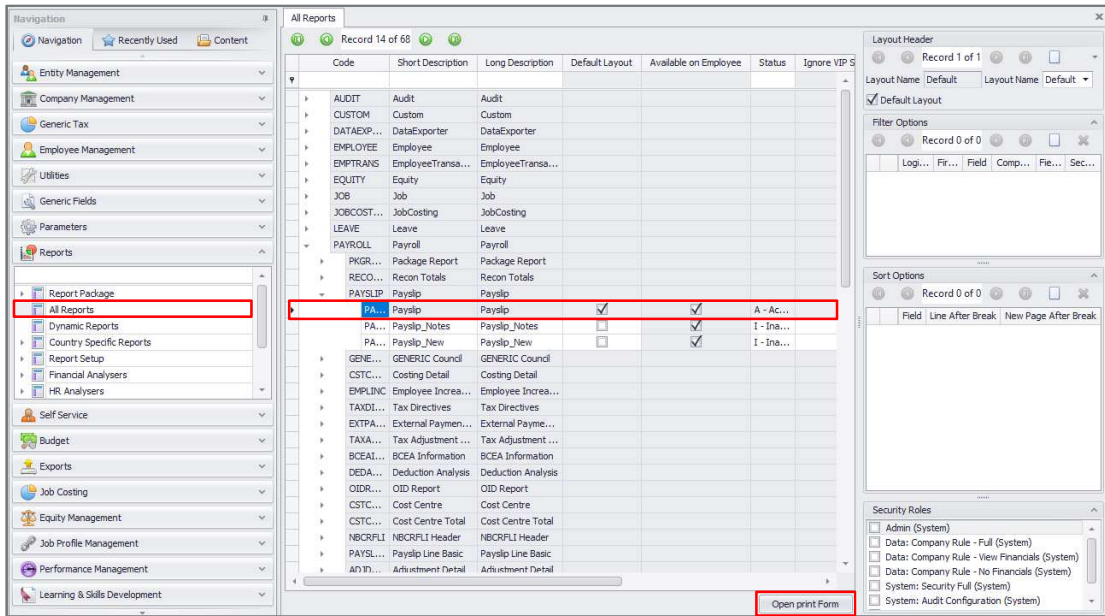 Navigation
Navigation Recently Used Content
Entity Management
Company Management
Generic Tax
Employee Management
Utilities
Generic Fields
Parameters
Reports
Report Package
All Reports
Dynamic Reports
Country Specific Reports
Report Setup
Financial Analysers
HR Analysers
Self Service
Budget
Exports
Job Costing
Equity Management
Job Profile Management
Performance Management
Learning & Skills Development
All Reports
Record 14 of 68
Code Short Description Long Description Default Layout Available on Employee Status Ignore VIP S
AUDIT Audit Audit
CUSTOM Custom Custom
DATAEXP... DataExporter DataExporter
EMPLOYEE Employee Employee
EMPTRANS EmployeeTransa... EmployeeTransa...
EQUITY Equity Equity
JOB Job Job
JOBCOST... JobCosting JobCosting
LEAVE Leave Leave
PAYROLL Payroll Payroll
PKGR... Package Report Package Report
RECO... Recon Totals Recon Totals
PAYSLIP Payslip Payslip
PA... Payslip Payslip A - Ac...
PA... Payslip_Notes Payslip_Notes I - Ina...
PA... Payslip_New Payslip_New I - Ina...
GENE... GENERIC Council GENERIC Council
CSTC... Costing Detail Costing Detail
EMPLINC Employee Increa... Employee Increa...
TAXDI... Tax Directives Tax Directives
EXTPA... External Paymen... External Payme...
TAXA... Tax Adjustment ... Tax Adjustment ...
BCEAI... BCEA Information BCEA Information
DEDA... Deduction Analysis Deduction Analysis
OIDR... OID Report OID Report
CSTC... Cost Centre Cost Centre
CSTC... Cost Centre Total Cost Centre Total
NBCRFLI NBCRFLI Header NBCRFLI Header
PAYSL... Payslip Line Basic Payslip Line Basic
ADJD... Adjustment Detail Adjustment Detail
Open print Form
Layout Header
Record 1 of 1
Layout Name Default Layout Name Default
Default Layout
Filter Options
Record 0 of 0
Logi... Fir... Field Comp... Fie... Sec...
Sort Options
Record 0 of 0
Field Line After Break New Page After Break
Security Roles
Admin (System)
Data: Company Rule - Full (System)
Data: Company Rule - View Financials (System)
Data: Company Rule - No Financials (System)
System: Security Full (System)
System: Audit Configuration (System)